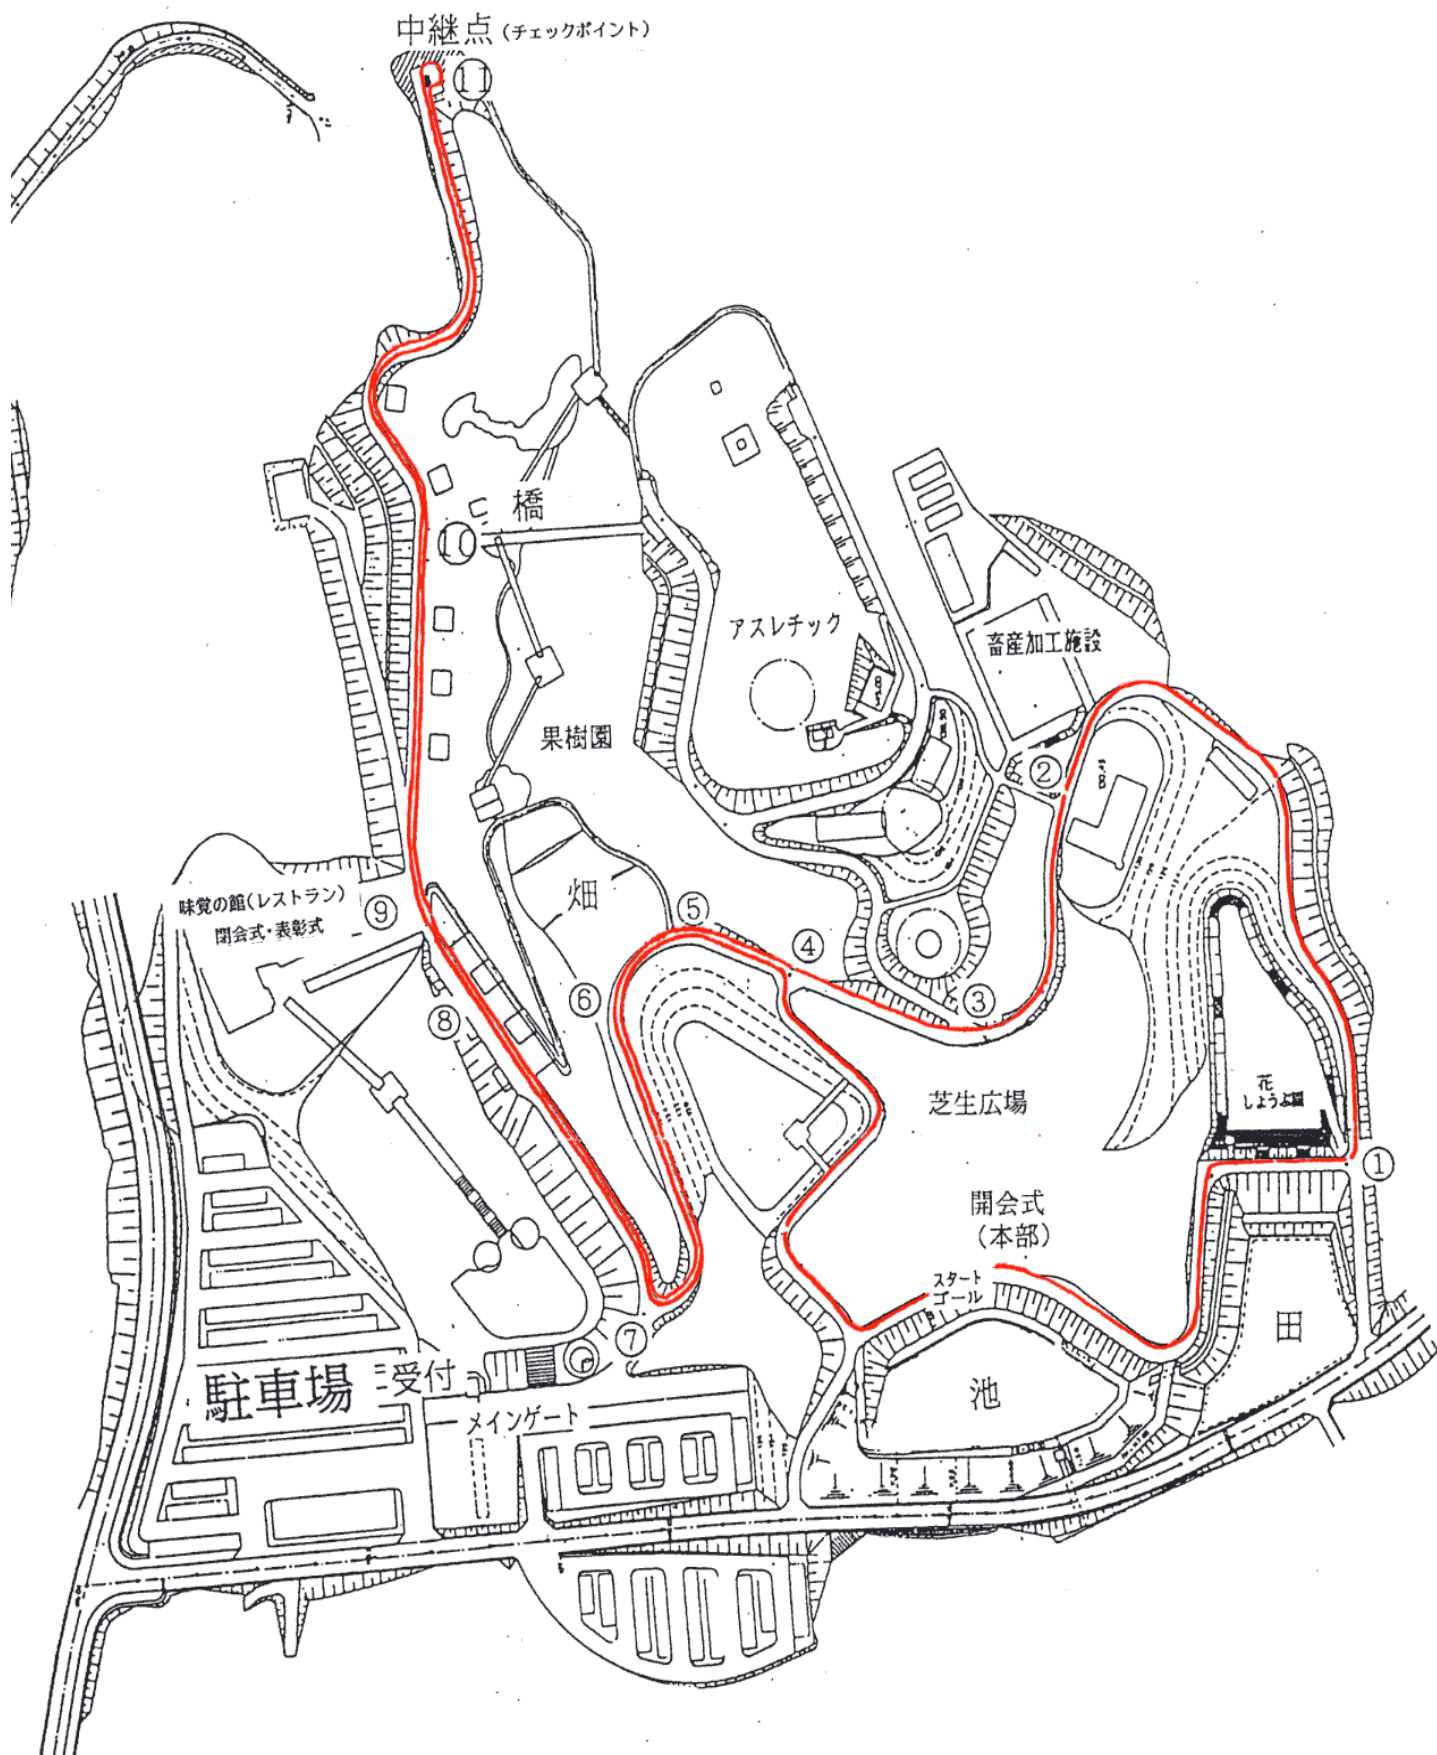 中継点(チェックポイント)
⑪
橋
⑩
アスレチック
畜産加工施設
果樹園
②
畑
味覚の館(レストラン)
閉会式・表彰式
⑨
⑤
④
⑥
⑧
③
芝生広場
花
しょうぶ園
①
開会式
(本部)
スタート
ゴール
田
⑦
駐車場
受付
池
メインゲート